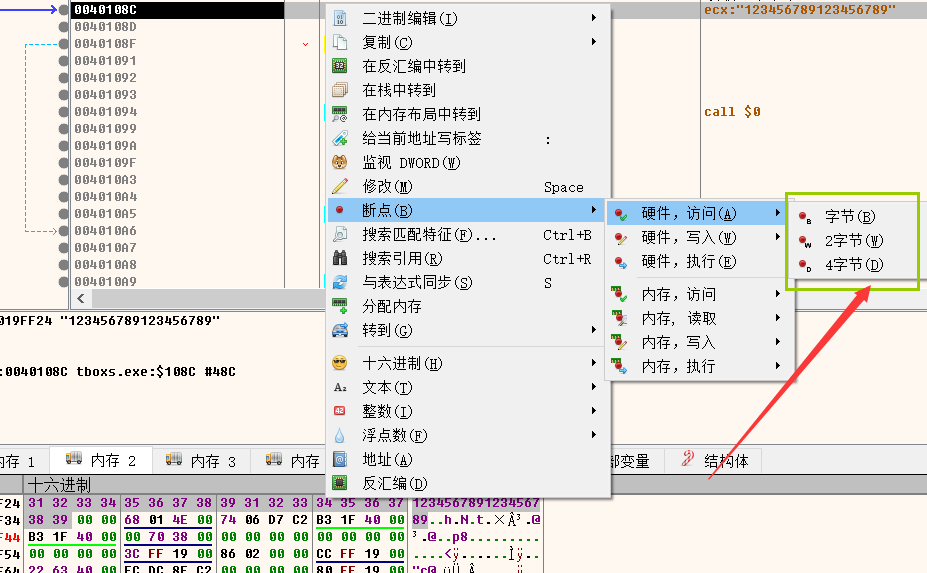 0040108C
ecx:"123456789123456789"
0040108D
0040108F
00401091
00401092
00401093
00401094
call $0
00401099
0040109A
0040109F
004010A3
004010A4
004010A5
004010A6
004010A7
004010A8
004010A9
二进制编辑(I)
复制(C)
在反汇编中转到
在栈中转到
在内存布局中转到
给当前地址写标签 :
监视 DWORD(W)
修改(M) Space
断点(B)
搜索匹配特征(F)... Ctrl+B
搜索引用(R) Ctrl+R
与表达式同步(S) S
分配内存
转到(G)
十六进制(H)
文本(T)
整数(I)
浮点数(F)
地址(A)
反汇编(D)
硬件，访问(A)
硬件，写入(W)
硬件，执行(E)
内存，访问
内存, 读取
内存，写入
内存，执行
字节(B)
2字节(W)
4字节(D)
019FF24 "123456789123456789"
:0040108C tboxs.exe:$108C #48C
内存 1
内存 2
内存 3
内存
部变量
结构体
十六进制
F24 31 32 33 34 35 36 37 38 39 31 32 33 34 35 36 37 1234567891234567
F34 38 39 00 00 68 01 4E 00 74 06 D7 C2 B3 1F 40 00 89..h.N.t.×Â³.@
F44 B3 1F 40 00 00 70 38 00 00 00 00 00 00 00 00 00 ³.@..p8.........
F54 00 00 00 00 3C FF 19 00 86 02 00 00 CC FF 19 00 ....<ÿ......Ìÿ..
F64 22 63 40 00 00 00 00 00 80 FF 19 00